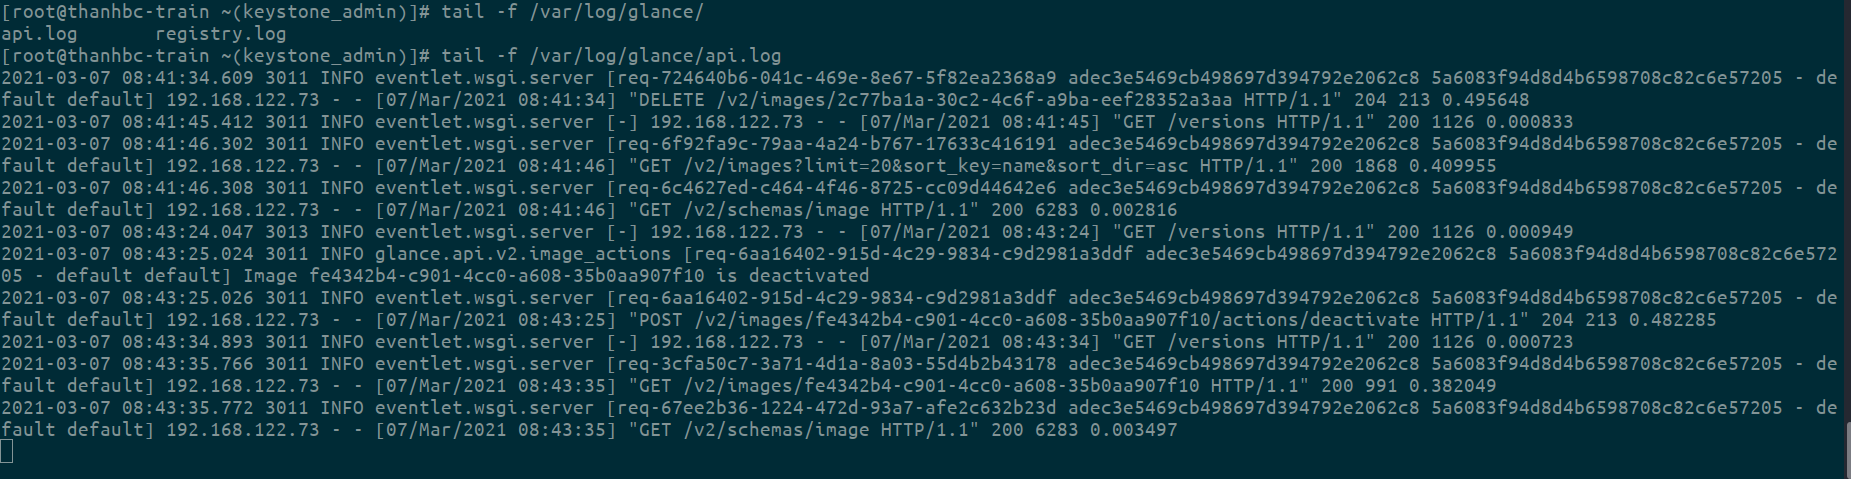 [root@thanhbc-train ~(keystone_admin)]# tail -f /var/log/glance/
api.log       registry.log
[root@thanhbc-train ~(keystone_admin)]# tail -f /var/log/glance/api.log
2021-03-07 08:41:34.609 3011 INFO eventlet.wsgi.server [req-724640b6-041c-469e-8e67-5f82ea2368a9 adec3e5469cb498697d394792e2062c8 5a6083f94d8d4b6598708c82c6e57205 - de
fault default] 192.168.122.73 - - [07/Mar/2021 08:41:34] "DELETE /v2/images/2c77ba1a-30c2-4c6f-a9ba-eef28352a3aa HTTP/1.1" 204 213 0.495648
2021-03-07 08:41:45.412 3011 INFO eventlet.wsgi.server [-] 192.168.122.73 - - [07/Mar/2021 08:41:45] "GET /versions HTTP/1.1" 200 1126 0.000833
2021-03-07 08:41:46.302 3011 INFO eventlet.wsgi.server [req-6f92fa9c-79aa-4a24-b767-17633c416191 adec3e5469cb498697d394792e2062c8 5a6083f94d8d4b6598708c82c6e57205 - de
fault default] 192.168.122.73 - - [07/Mar/2021 08:41:46] "GET /v2/images?limit=20&sort_key=name&sort_dir=asc HTTP/1.1" 200 1868 0.409955
2021-03-07 08:41:46.308 3011 INFO eventlet.wsgi.server [req-6c4627ed-c464-4f46-8725-cc09d44642e6 adec3e5469cb498697d394792e2062c8 5a6083f94d8d4b6598708c82c6e57205 - de
fault default] 192.168.122.73 - - [07/Mar/2021 08:41:46] "GET /v2/schemas/image HTTP/1.1" 200 6283 0.002816
2021-03-07 08:43:24.047 3013 INFO eventlet.wsgi.server [-] 192.168.122.73 - - [07/Mar/2021 08:43:24] "GET /versions HTTP/1.1" 200 1126 0.000949
2021-03-07 08:43:25.024 3011 INFO glance.api.v2.image_actions [req-6aa16402-915d-4c29-9834-c9d2981a3ddf adec3e5469cb498697d394792e2062c8 5a6083f94d8d4b6598708c82c6e572
05 - default default] Image fe4342b4-c901-4cc0-a608-35b0aa907f10 is deactivated
2021-03-07 08:43:25.026 3011 INFO eventlet.wsgi.server [req-6aa16402-915d-4c29-9834-c9d2981a3ddf adec3e5469cb498697d394792e2062c8 5a6083f94d8d4b6598708c82c6e57205 - de
fault default] 192.168.122.73 - - [07/Mar/2021 08:43:25] "POST /v2/images/fe4342b4-c901-4cc0-a608-35b0aa907f10/actions/deactivate HTTP/1.1" 204 213 0.482285
2021-03-07 08:43:34.893 3011 INFO eventlet.wsgi.server [-] 192.168.122.73 - - [07/Mar/2021 08:43:34] "GET /versions HTTP/1.1" 200 1126 0.000723
2021-03-07 08:43:35.766 3011 INFO eventlet.wsgi.server [req-3cfa50c7-3a71-4d1a-8a03-55d4b2b43178 adec3e5469cb498697d394792e2062c8 5a6083f94d8d4b6598708c82c6e57205 - de
fault default] 192.168.122.73 - - [07/Mar/2021 08:43:35] "GET /v2/images/fe4342b4-c901-4cc0-a608-35b0aa907f10 HTTP/1.1" 200 991 0.382049
2021-03-07 08:43:35.772 3011 INFO eventlet.wsgi.server [req-67ee2b36-1224-472d-93a7-afe2c632b23d adec3e5469cb498697d394792e2062c8 5a6083f94d8d4b6598708c82c6e57205 - de
fault default] 192.168.122.73 - - [07/Mar/2021 08:43:35] "GET /v2/schemas/image HTTP/1.1" 200 6283 0.003497